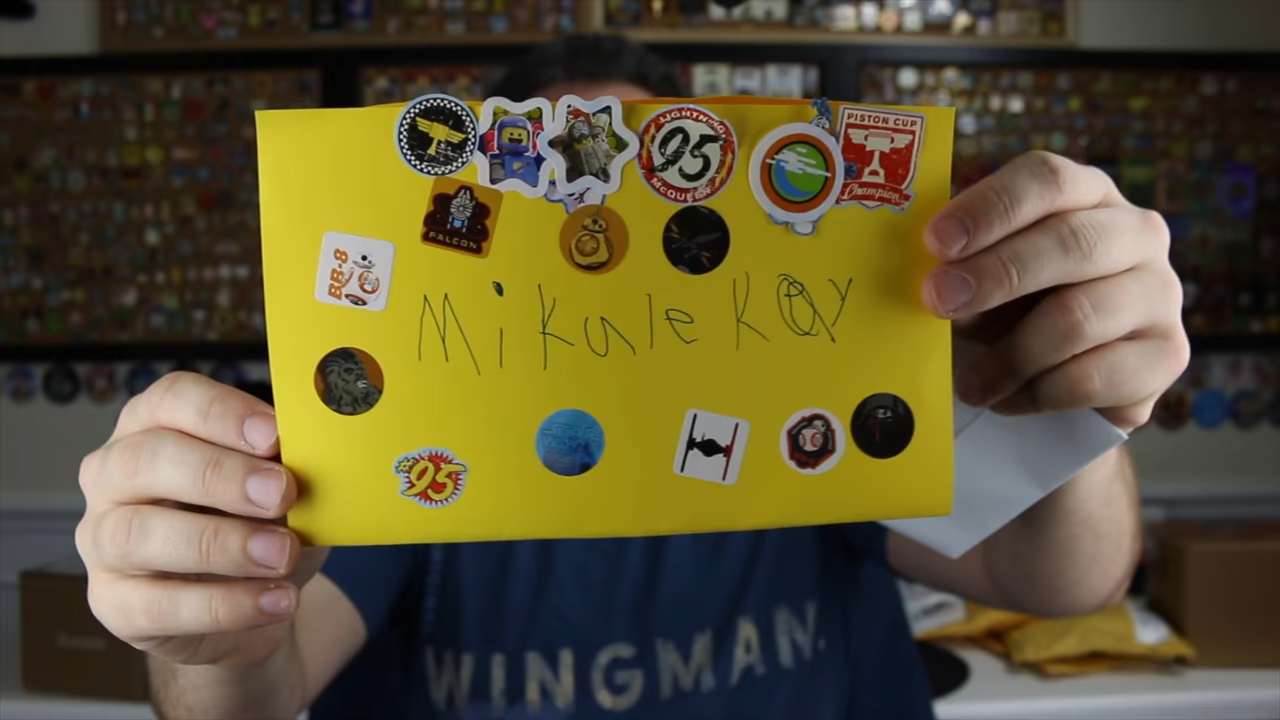 LIGHTNING
95
McQUEEN
PISTON CUP
Champion
FALCON
BB-8
Mikule KAY
95
WINGMAN.